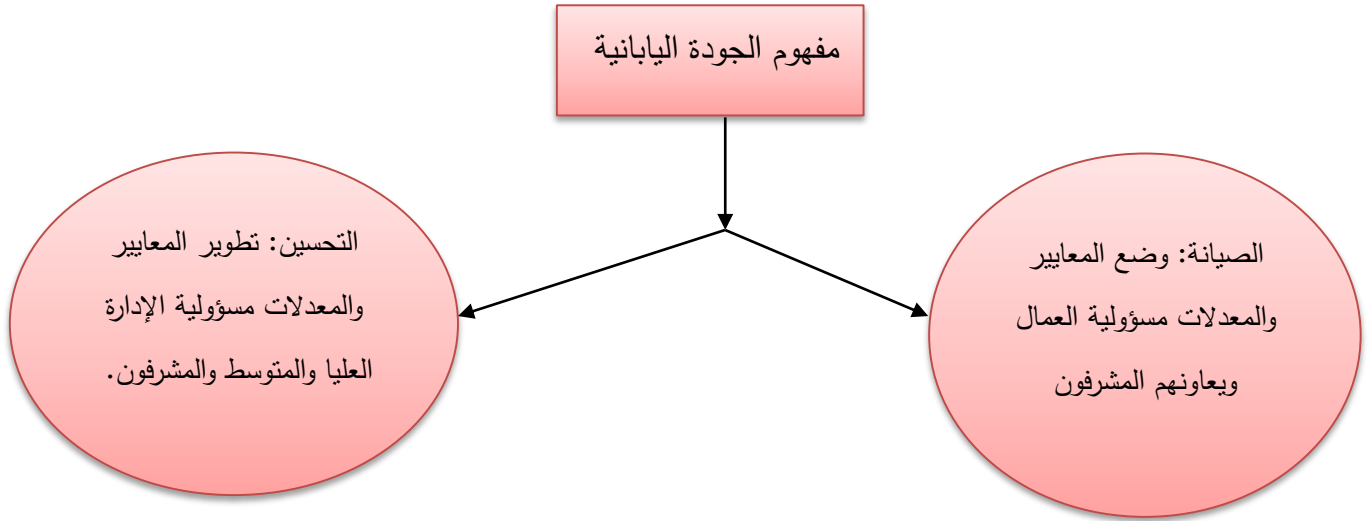 مفهوم الجودة اليابانية
الصيانة: وضع المعايير
والمعدلات مسؤولية العمال
ويعاونهم المشرفون
التحسين: تطوير المعايير
والمعدلات مسؤولية الإدارة
العليا والمتوسط والمشرفون.